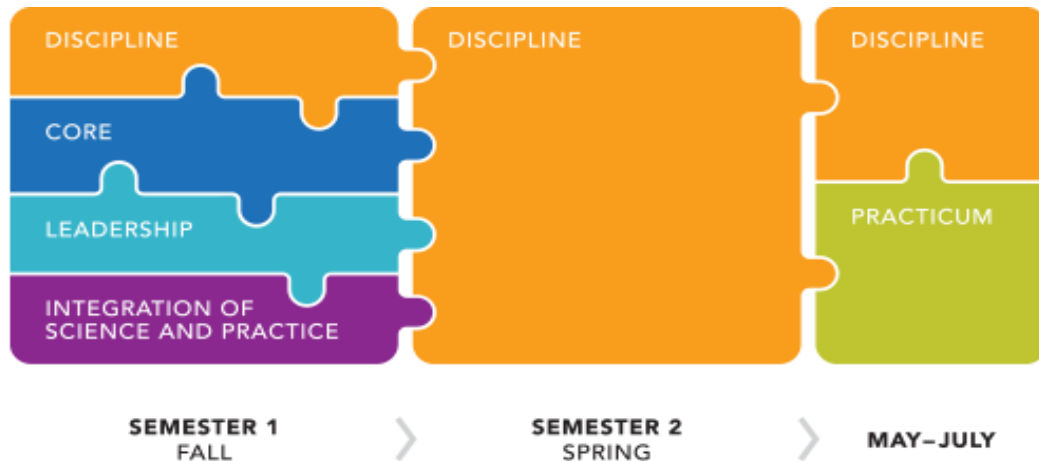 DISCIPLINE
CORE
LEADERSHIP
INTEGRATION OF
SCIENCE AND PRACTICE
DISCIPLINE
DISCIPLINE
PRACTICUM
SEMESTER 1
FALL
SEMESTER 2
SPRING
MAY–JULY